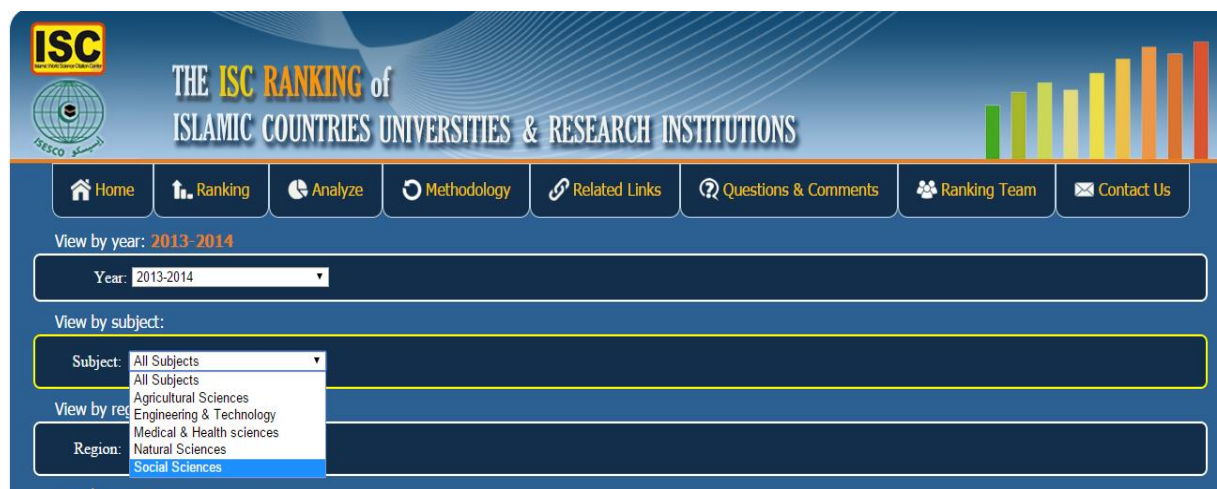 ISC
ISESCO
THE ISC RANKING of
ISLAMIC COUNTRIES UNIVERSITIES & RESEARCH INSTITUTIONS
Home Ranking Analyze Methodology Related Links Questions & Comments Ranking Team Contact Us
View by year: 2013-2014
Year: 2013-2014
View by subject:
Subject: All Subjects
All Subjects
Agricultural Sciences
View by reg
Engineering & Technology
Medical & Health sciences
Region:
Natural Sciences
Social Sciences